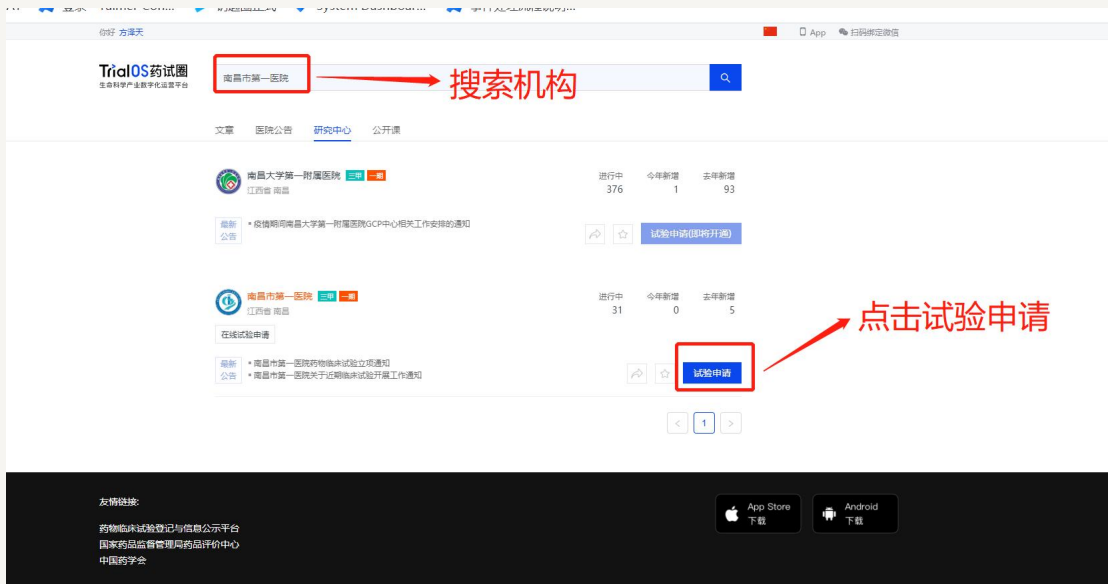 你好 方泽天
App 扫码绑定微信
TrialOS药试圈
生命科学产业数字化运营平台
南昌市第一医院
搜索机构
文章 医院公告 研究中心 公开课
南昌大学第一附属医院 三甲 一期
江西省 南昌
进行中 今年新增 去年新增
376 1 93
最新公告
• 疫情期间南昌大学第一附属医院GCP中心相关工作安排的通知
试验申请(即将开通)
南昌市第一医院 三甲 一期
江西省 南昌
进行中 今年新增 去年新增
31 0 5
点击试验申请
在线试验申请
最新公告
• 南昌市第一医院药物临床试验立项通知
• 南昌市第一医院关于近期临床试验开展工作通知
试验申请
< 1 >
友情链接:
药物临床试验登记与信息公示平台
国家药品监督管理局药品评价中心
中国药学会
App Store
下载
Android
下载